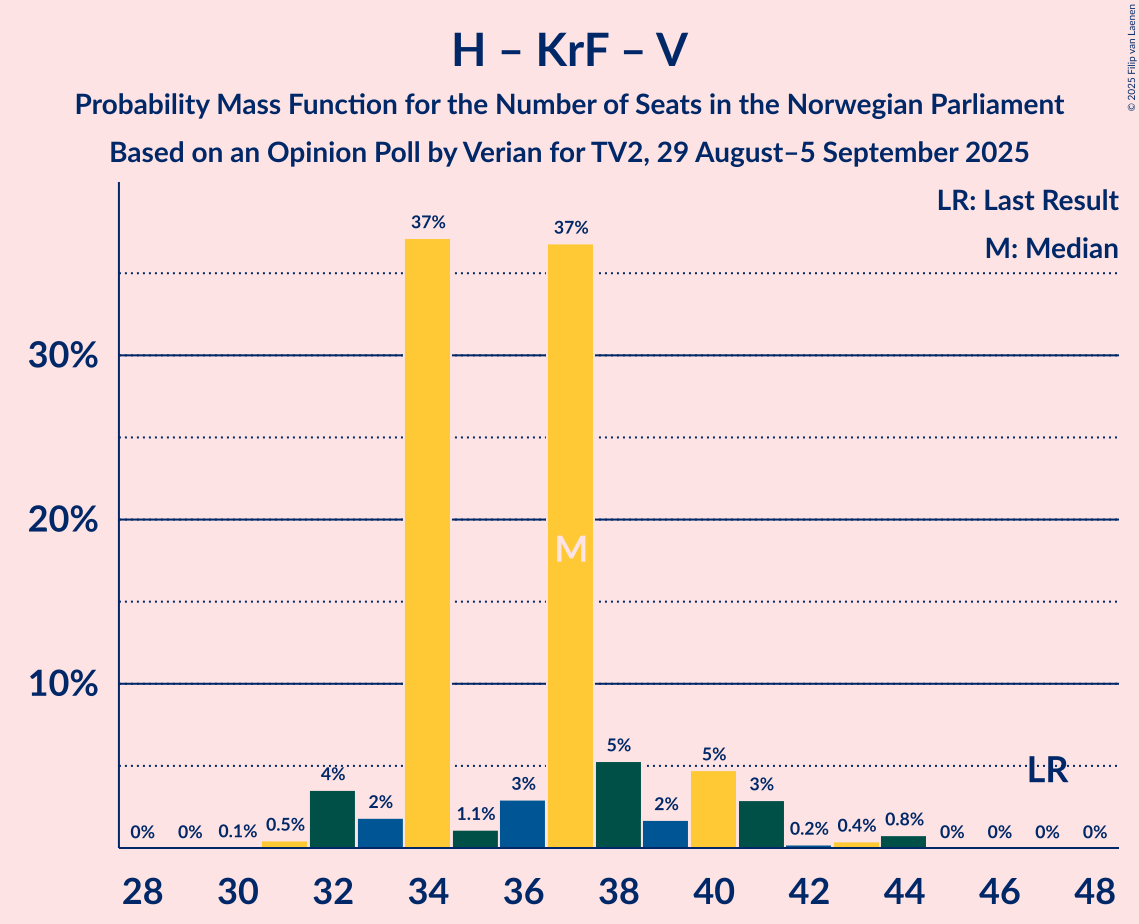 H – KrF – V
Probability Mass Function for the Number of Seats in the Norwegian Parliament
Based on an Opinion Poll by Verian for TV2, 29 August–5 September 2025
© 2025 Filip van Laenen
LR: Last Result
M: Median
30%
20%
10%
0% 0% 0.1% 0.5% 4% 2% 37% 1.1% 3% 37% 5% 2% 5% 3% 0.2% 0.4% 0.8% 0% 0% 0% 0%
M
LR
28 30 32 34 36 38 40 42 44 46 48